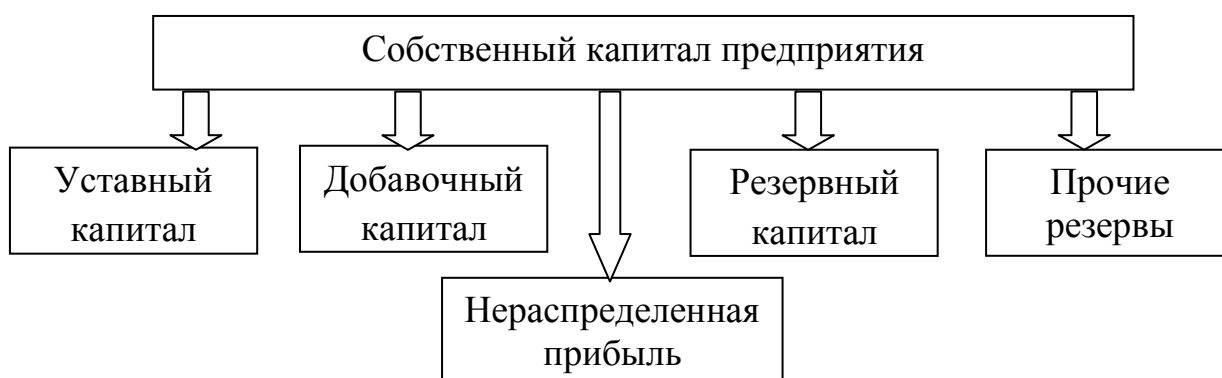 Собственный капитал предприятия
Уставный
капитал
Добавочный
капитал
Резервный
капитал
Прочие
резервы
Нераспределенная
прибыль